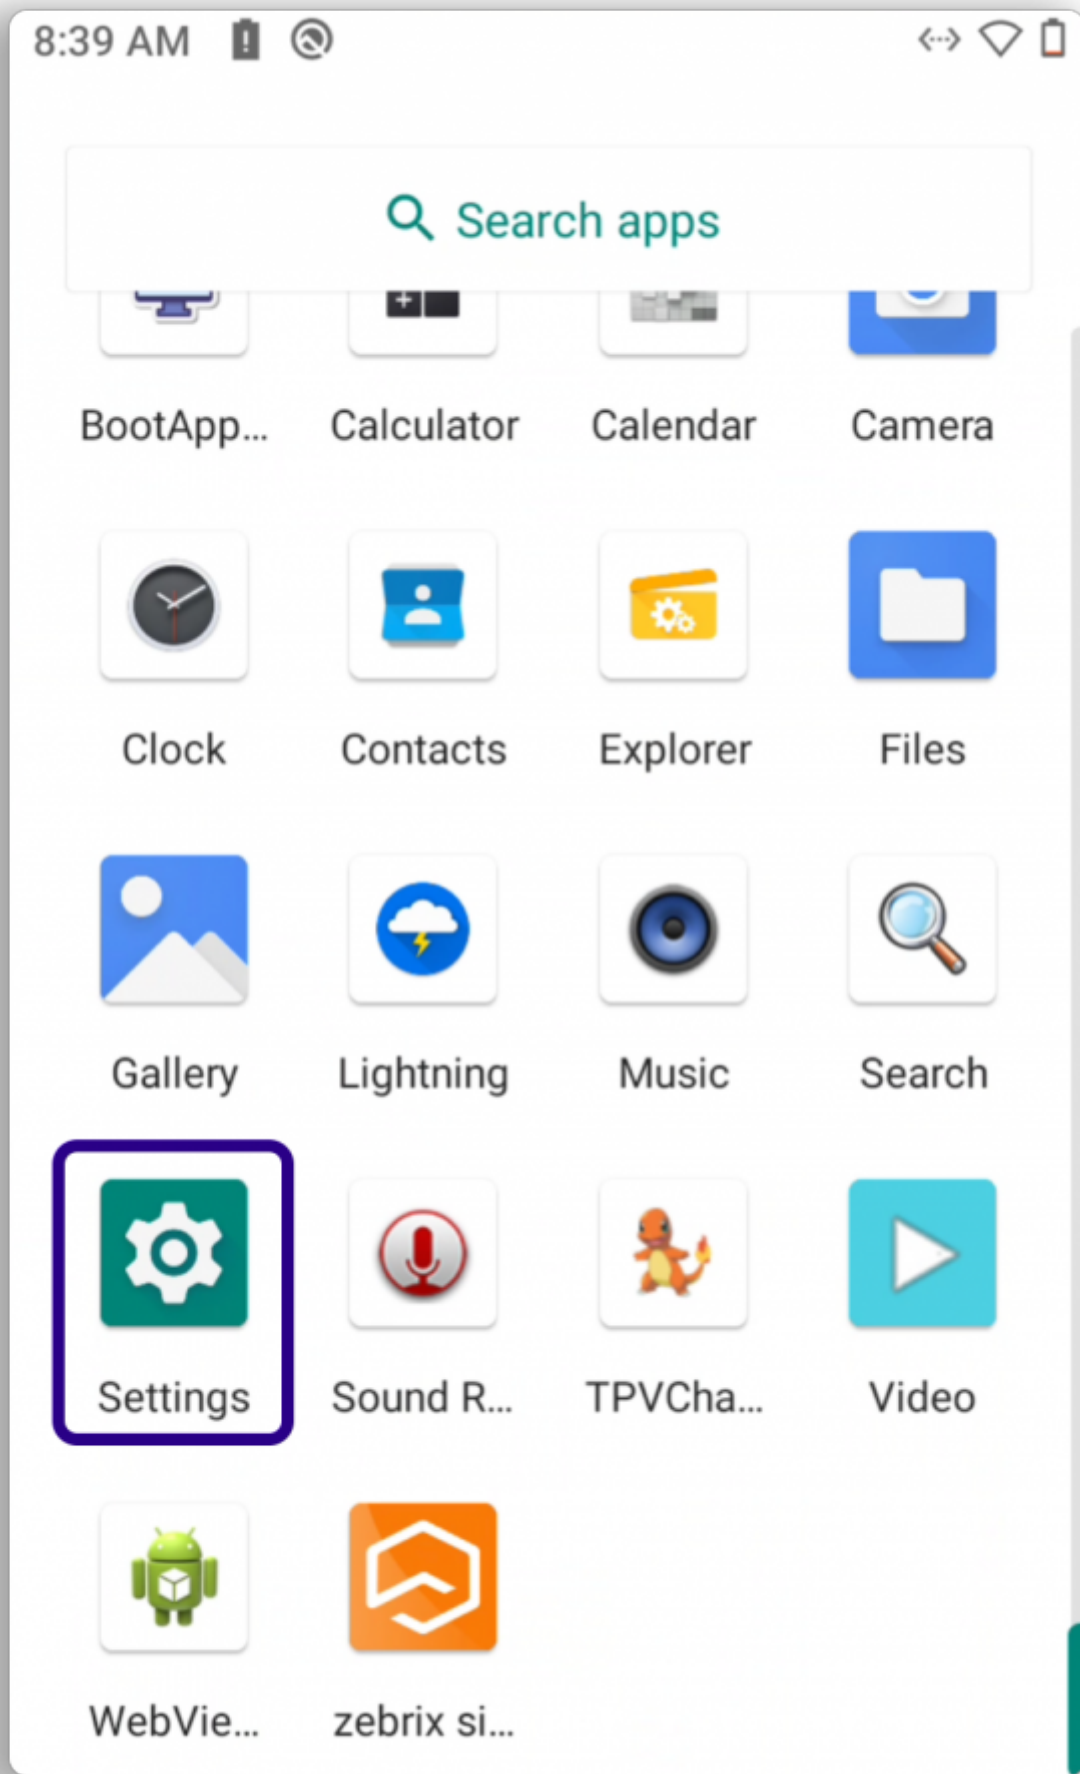 8:39 AM
Search apps
BootApp... Calculator Calendar Camera
Clock Contacts Explorer Files
Gallery Lightning Music Search
Settings Sound R... TPVCha... Video
WebVie... zebrix si...